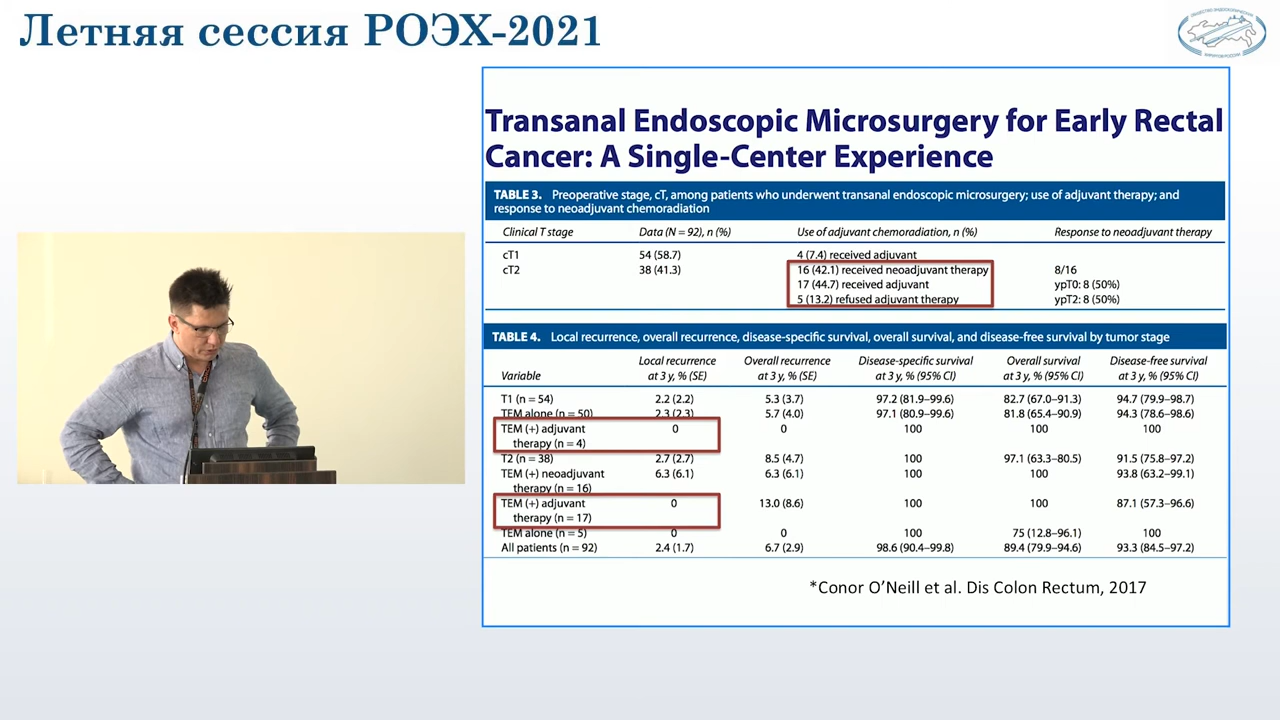 Летняя сессия РОЭХ-2021
Transanal Endoscopic Microsurgery for Early Rectal
Cancer: A Single-Center Experience
TABLE 3. Preoperative stage, cT, among patients who underwent transanal endoscopic microsurgery; use of adjuvant therapy; and
response to neoadjuvant chemoradiation
Clinical T stage Data (N = 92), n (%) Use of adjuvant chemoradiation, n (%) Response to neoadjuvant therapy
cT1 54 (58.7) 4 (7.4) received adjuvant
cT2 38 (41.3) 16 (42.1) received neoadjuvant therapy 8/16
17 (44.7) received adjuvant ypT0: 8 (50%)
5 (13.2) refused adjuvant therapy ypT2: 8 (50%)
TABLE 4. Local recurrence, overall recurrence, disease-specific survival, overall survival, and disease-free survival by tumor stage
Local recurrence Overall recurrence Disease-specific survival Overall survival Disease-free survival
Variable at 3 y, % (SE) at 3 y, % (SE) at 3 y, % (95% CI) at 3 y, % (95% CI) at 3 y, % (95% CI)
T1 (n = 54) 2.2 (2.2) 5.3 (3.7) 97.2 (81.9–99.6) 82.7 (67.0–91.3) 94.7 (79.9–98.7)
TEM alone (n = 50) 2.3 (2.3) 5.7 (4.0) 97.1 (80.9–99.6) 81.8 (65.4–90.9) 94.3 (78.6–98.6)
TEM (+) adjuvant 0 0 100 100 100
therapy (n = 4)
T2 (n = 38) 2.7 (2.7) 8.5 (4.7) 100 97.1 (63.3–80.5) 91.5 (75.8–97.2)
TEM (+) neoadjuvant 6.3 (6.1) 6.3 (6.1) 100 100 93.8 (63.2–99.1)
therapy (n = 16)
TEM (+) adjuvant 0 13.0 (8.6) 100 100 87.1 (57.3–96.6)
therapy (n = 17)
TEM alone (n = 5) 0 0 100 75 (12.8–96.1) 100
All patients (n = 92) 2.4 (1.7) 6.7 (2.9) 98.6 (90.4–99.8) 89.4 (79.9–94.6) 93.3 (84.5–97.2)
*Conor O’Neill et al. Dis Colon Rectum, 2017